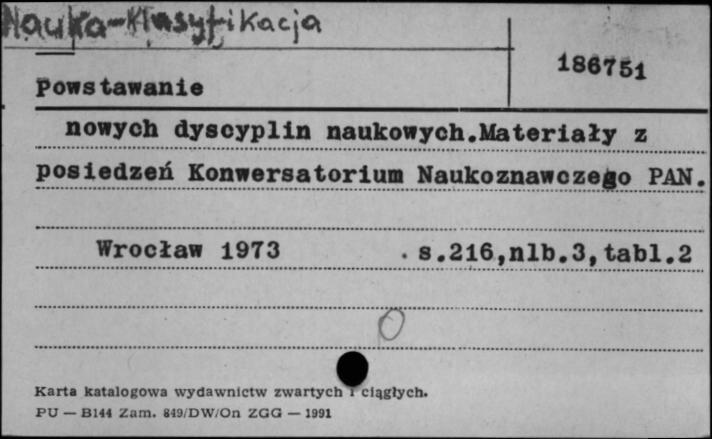 Nauka-Klasyfikacja
186751
Powstawanie
nowych dyscyplin naukowych.Materiały z
posiedzeń Konwersatorium Naukoznawczego PAN.
Wrocław 1973 . s.216,nlb.3,tabl.2
O
Karta katalogowa wydawnictw zwartych i ciągłych.
PU — B144 Zam. 849/DW/On ZGG — 1991